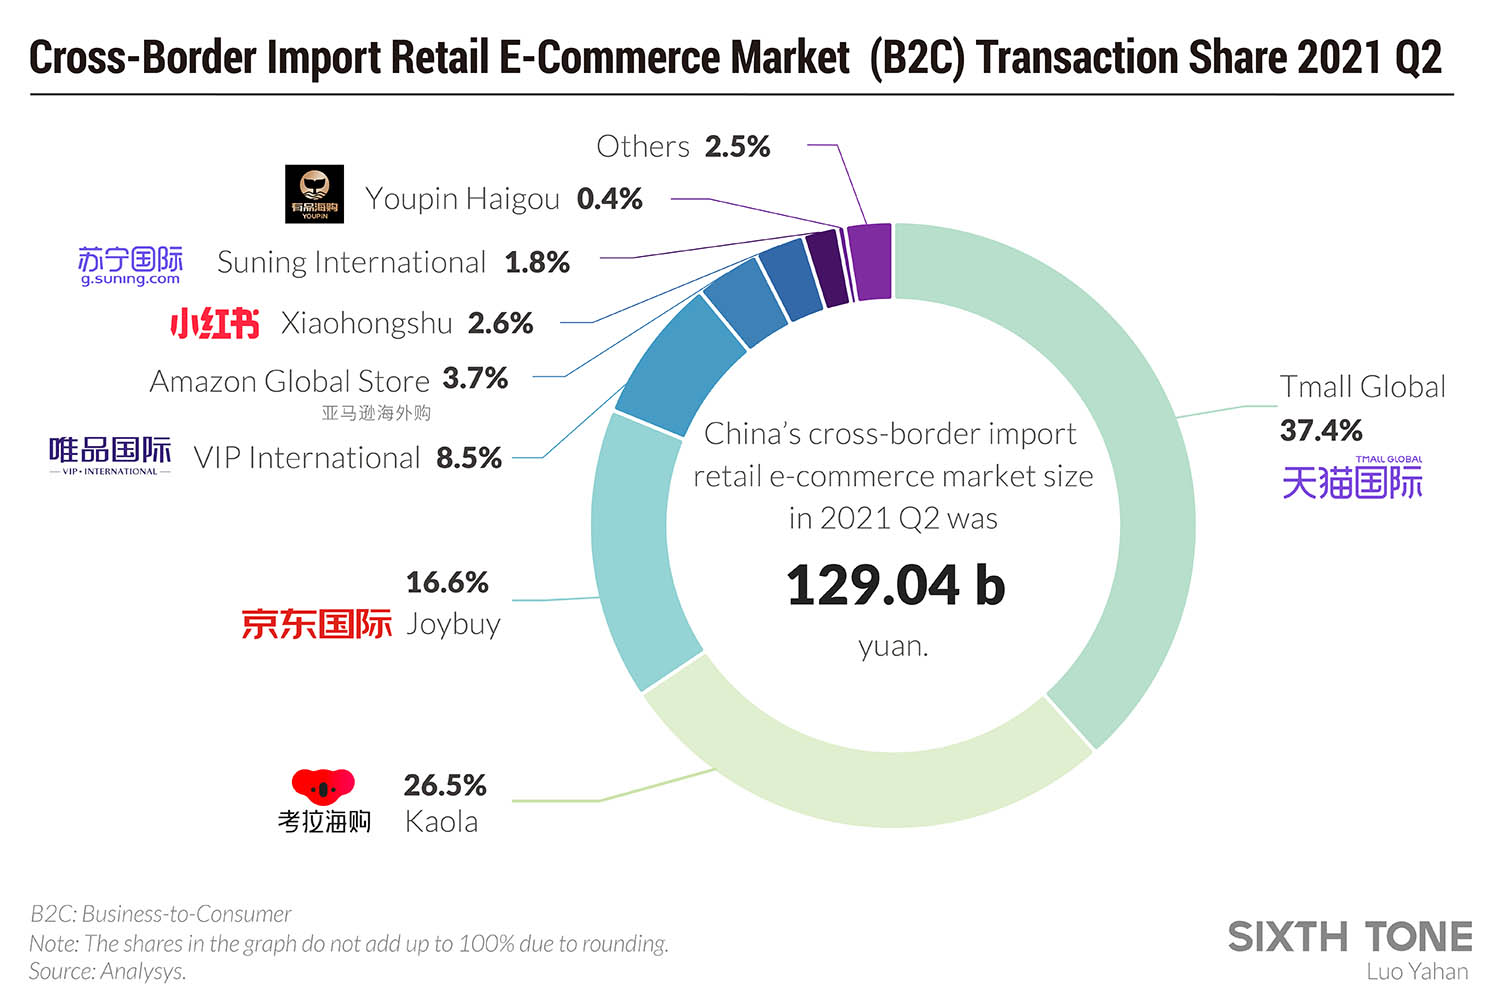 Cross-Border Import Retail E-Commerce Market (B2C) Transaction Share 2021 Q2
Others 2.5%
有品海购
YOUPIN
Youpin Haigou 0.4%
苏宁国际
g.suning.com
Suning International 1.8%
小红书
Xiaohongshu 2.6%
Amazon Global Store 3.7%
亚马逊海外购
唯品国际
VIP·INTERNATIONAL
VIP International 8.5%
16.6%
京东国际
Joybuy
26.5%
考拉海购
Kaola
Tmall Global
37.4%
TMALL GLOBAL
天猫国际
China's cross-border import
retail e-commerce market size
in 2021 Q2 was
129.04 b
yuan.
B2C: Business-to-Consumer
Note: The shares in the graph do not add up to 100% due to rounding.
Source: Analysys.
SIXTH TONE
Luo Yahan